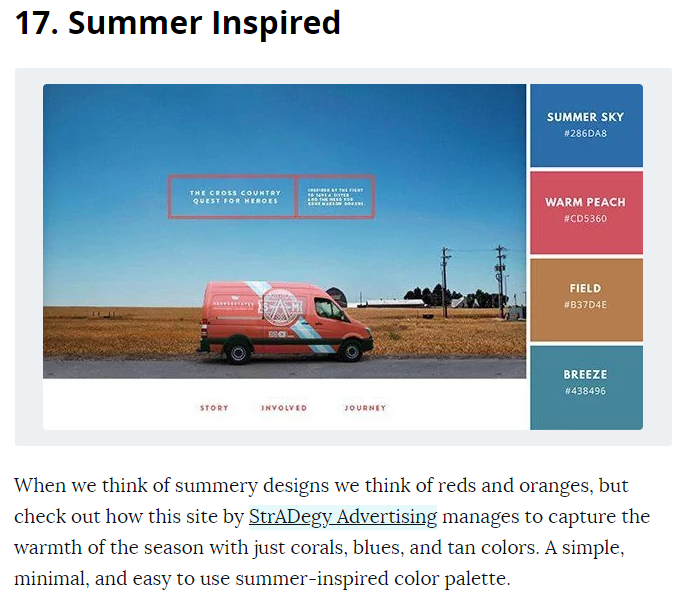 17. Summer Inspired
THE CROSS COUNTRY
QUEST FOR HEROES
INSPIRED BY THE FIGHT
TO SAVE A SISTER
AND THE NEED FOR
BONE MARROW DONORS.
SUMMER SKY
#286DA8
WARM PEACH
#CD5360
FIELD
#B37D4E
BREEZE
#438496
STORY INVOLVED JOURNEY
When we think of summery designs we think of reds and oranges, but
check out how this site by StrADegy Advertising manages to capture the
warmth of the season with just corals, blues, and tan colors. A simple,
minimal, and easy to use summer-inspired color palette.